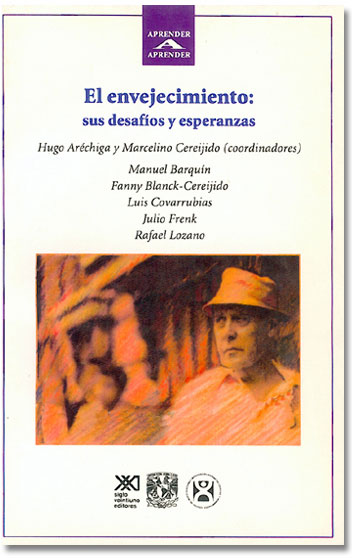 APRENDER
A
APRENDER
El envejecimiento:
sus desafíos y esperanzas
Hugo Aréchiga y Marcelino Cereijido (coordinadores)
Manuel Barquín
Fanny Blanck-Cereijido
Luis Covarrubias
Julio Frenk
Rafael Lozano
siglo
veintiuno
editores